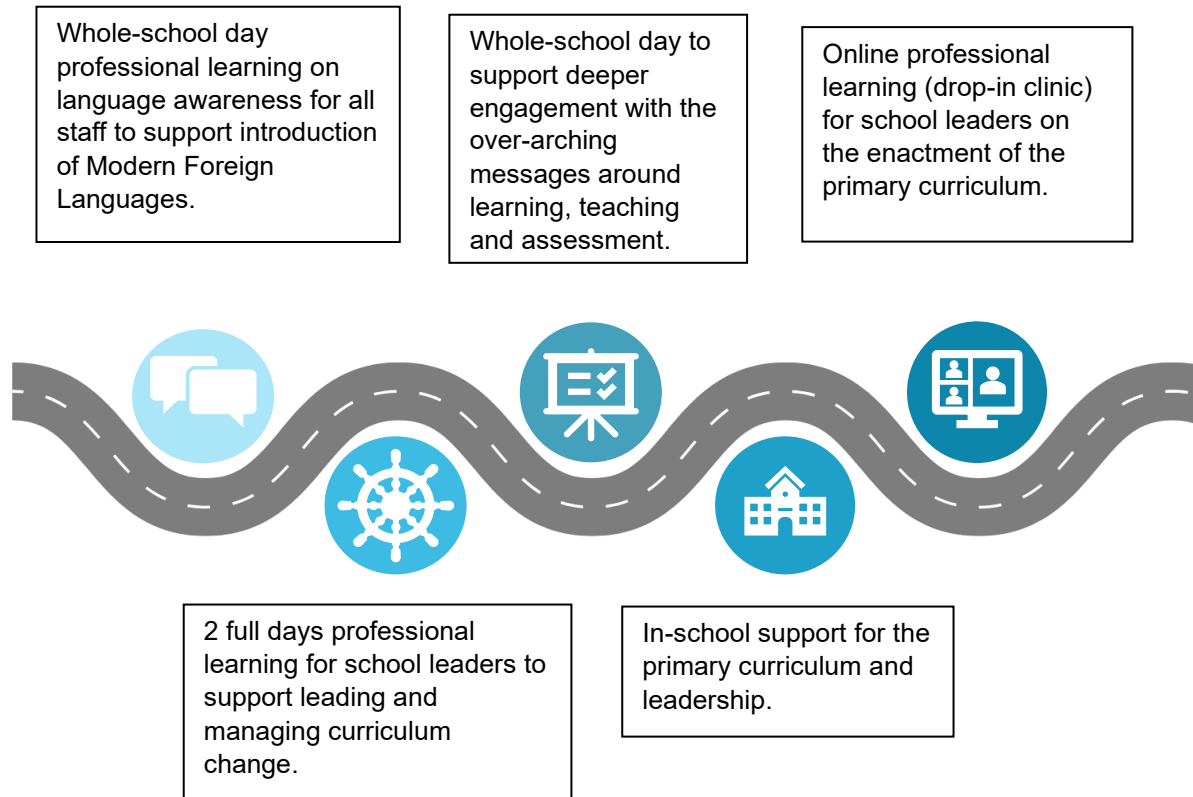 Whole-school day
professional learning on
language awareness for all
staff to support introduction
of Modern Foreign
Languages.
2 full days professional
learning for school leaders to
support leading and
managing curriculum
change.
Whole-school day to
support deeper
engagement with the
over-arching
messages around
learning, teaching
and assessment.
In-school support for the
primary curriculum and
leadership.
Online professional
learning (drop-in clinic)
for school leaders on
the enactment of the
primary curriculum.